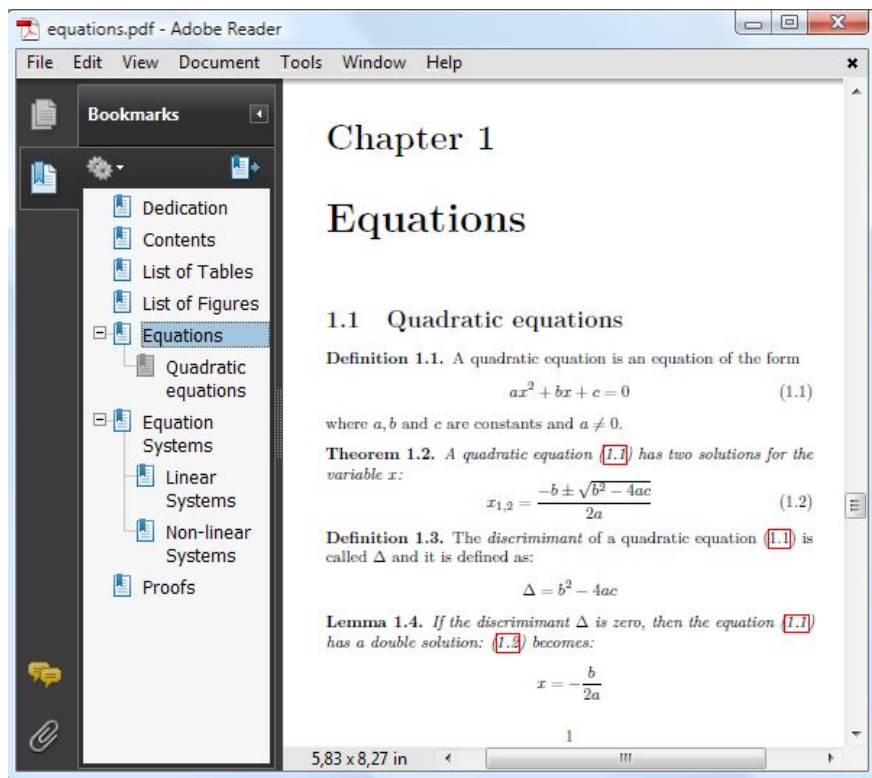 equations.pdf - Adobe Reader
File Edit View Document Tools Window Help
Bookmarks
Dedication
Contents
List of Tables
List of Figures
Equations
Quadratic
equations
Equation
Systems
Linear
Systems
Non-linear
Systems
Proofs
Chapter 1
Equations
1.1 Quadratic equations
Definition 1.1. A quadratic equation is an equation of the form
ax² + bx + c = 0 (1.1)
where a, b and c are constants and a ≠ 0.
Theorem 1.2. A quadratic equation (1.1) has two solutions for the
variable x:
x₁,₂ = (-b ± √(b² − 4ac))/(2a) (1.2)
Definition 1.3. The discrimimant of a quadratic equation (1.1) is
called Δ and it is defined as:
Δ = b² − 4ac
Lemma 1.4. If the discrimimant Δ is zero, then the equation (1.1)
has a double solution: (1.2) becomes:
x = −b/(2a)
1
5,83 x 8,27 in